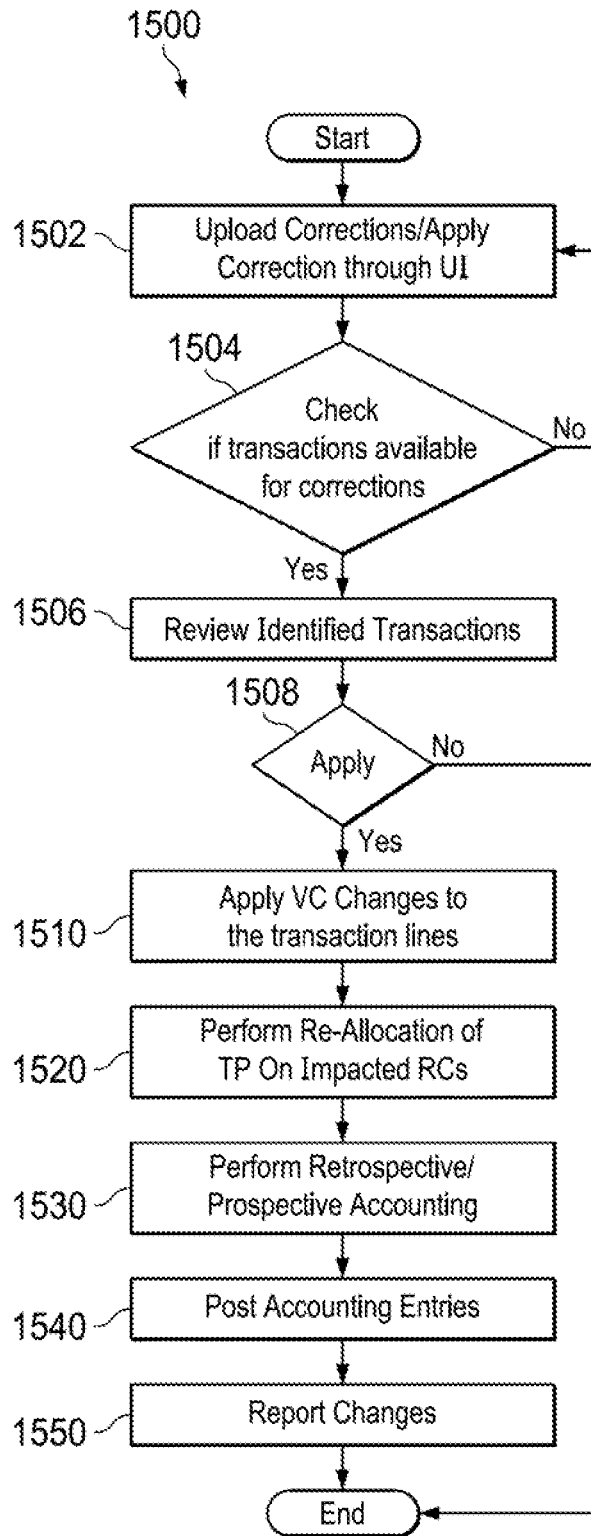 1500
Start
1502
Upload Corrections/Apply
Correction through UI
1504
Check
if transactions available
for corrections
No
Yes
1506
Review Identified Transactions
1508
Apply
No
Yes
1510
Apply VC Changes to
the transaction lines
1520
Perform Re-Allocation of
TP On Impacted RCs
1530
Perform Retrospective/
Prospective Accounting
1540
Post Accounting Entries
1550
Report Changes
End